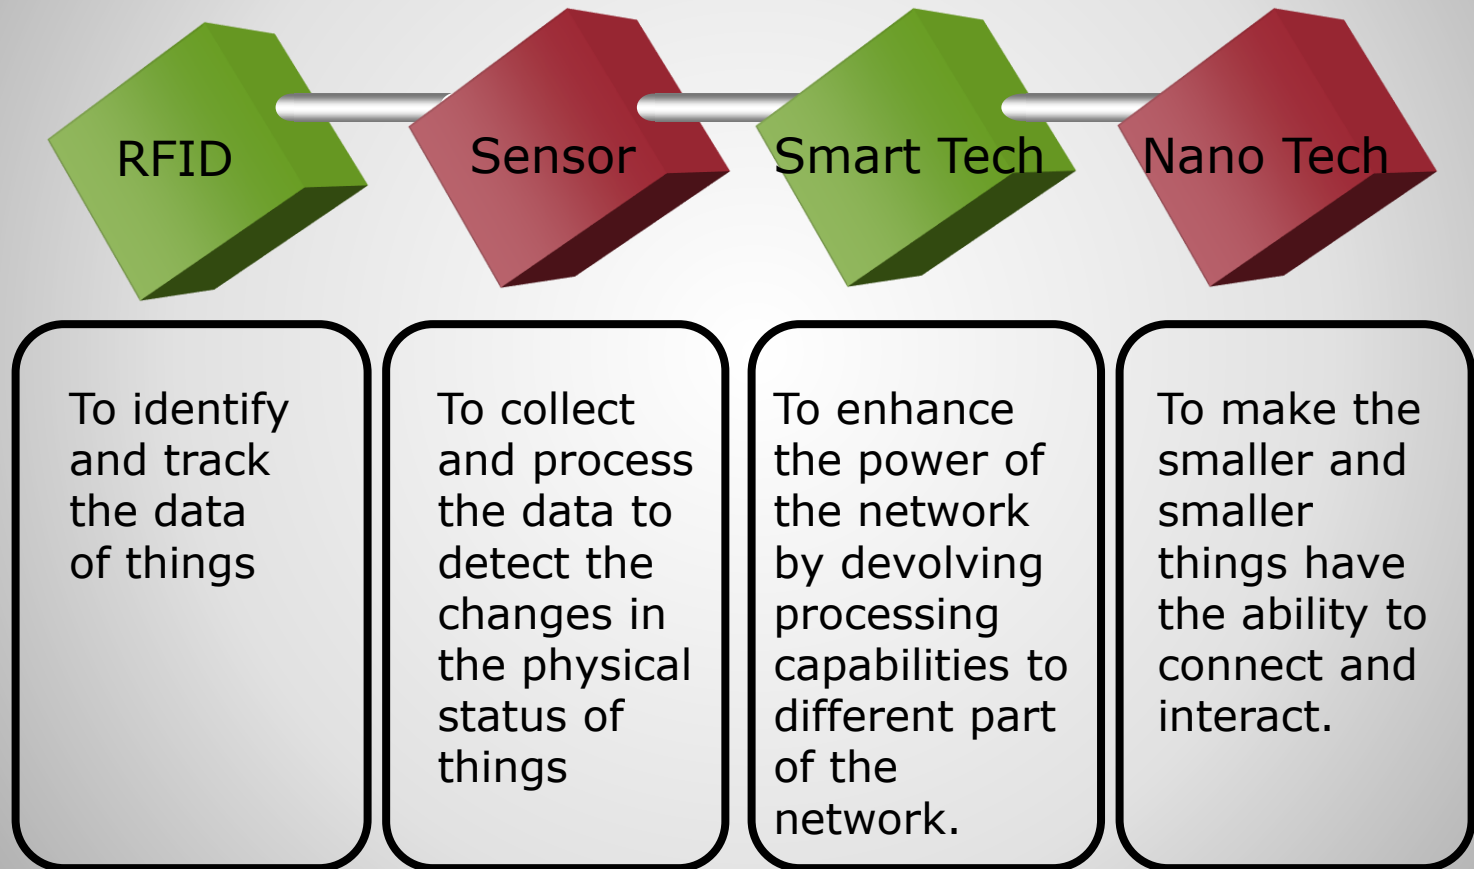 RFID
Sensor
Smart Tech
Nano Tech
To identify
and track
the data
of things
To collect
and process
the data to
detect the
changes in
the physical
status of
things
To enhance
the power of
the network
by devolving
processing
capabilities to
different part
of the
network.
To make the
smaller and
smaller
things have
the ability to
connect and
interact.